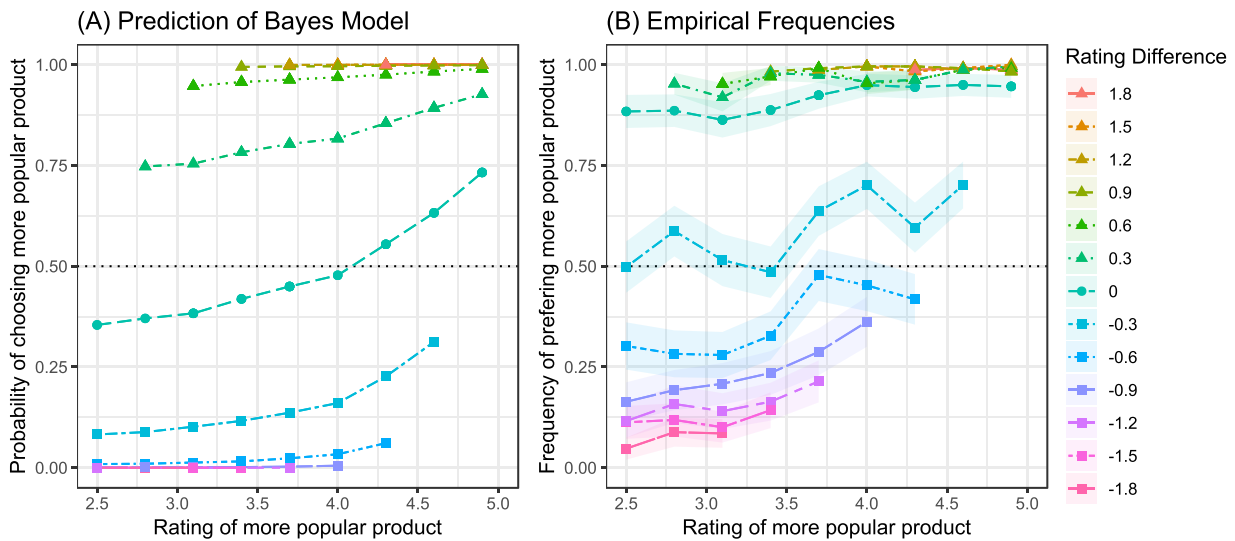 (A) Prediction of Bayes Model
Probability of choosing more popular product
1.00
0.75
0.50
0.25
0.00
2.5 3.0 3.5 4.0 4.5 5.0
Rating of more popular product
(B) Empirical Frequencies
Frequency of prefering more popular product
1.00
0.75
0.50
0.25
0.00
2.5 3.0 3.5 4.0 4.5 5.0
Rating of more popular product
Rating Difference
1.8
1.5
1.2
0.9
0.6
0.3
0
-0.3
-0.6
-0.9
-1.2
-1.5
-1.8